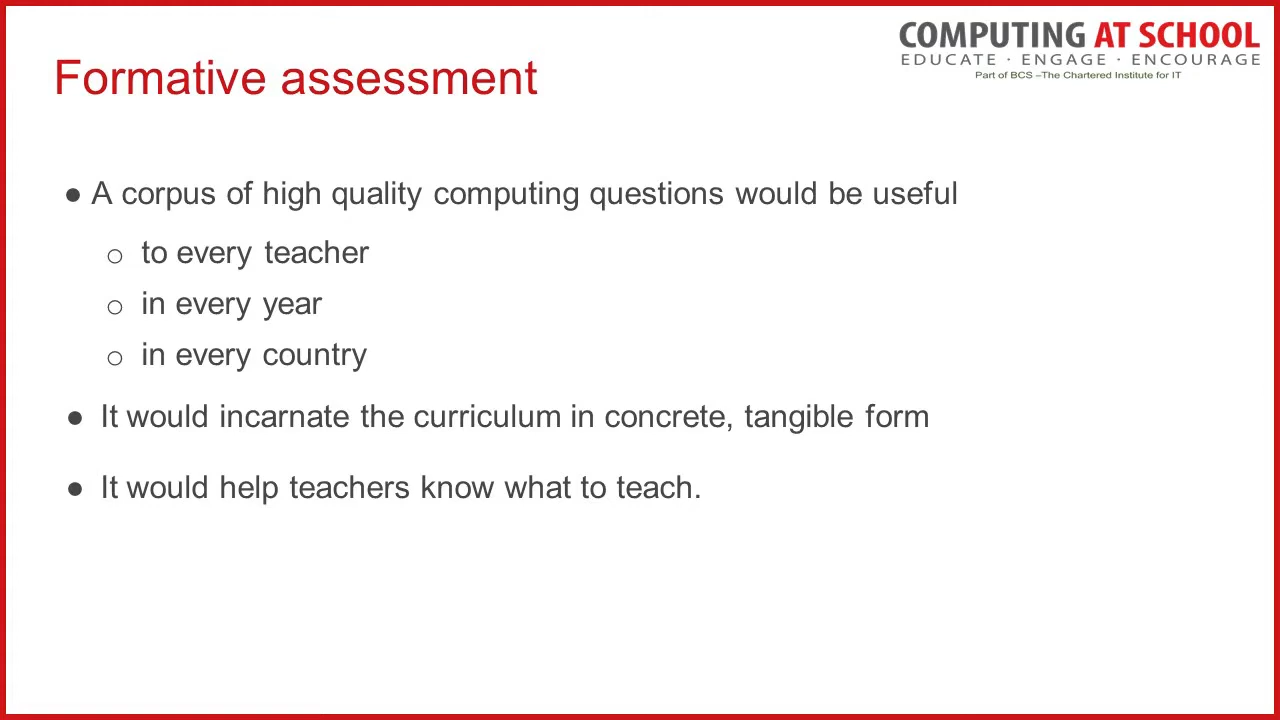 COMPUTING AT SCHOOL
EDUCATE · ENGAGE · ENCOURAGE
Part of BCS –The Chartered Institute for IT
Formative assessment
● A corpus of high quality computing questions would be useful
o to every teacher
o in every year
o in every country
● It would incarnate the curriculum in concrete, tangible form
● It would help teachers know what to teach.